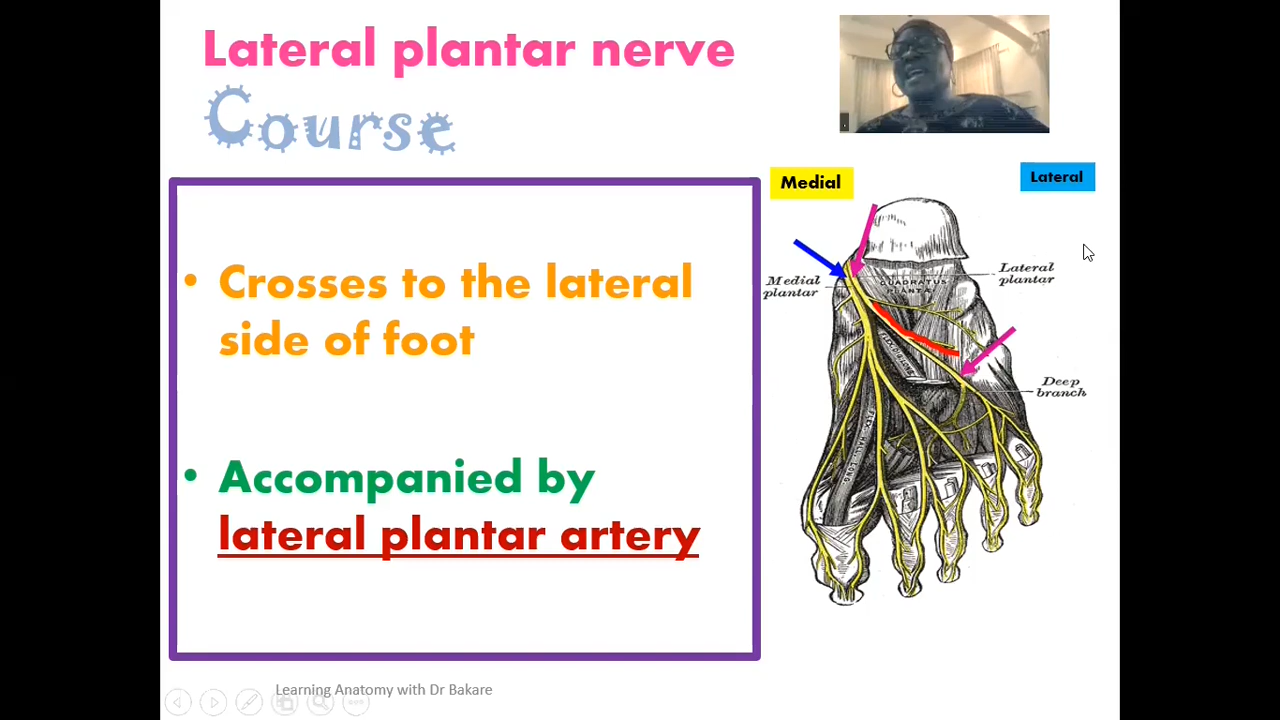 Lateral plantar nerve
Course
Medial
Lateral
• Crosses to the lateral
side of foot
• Accompanied by
lateral plantar artery
Medial
plantar
QUADRATUS
PLANTÆ
Lateral
plantar
Deep
branch
Learning Anatomy with Dr Bakare